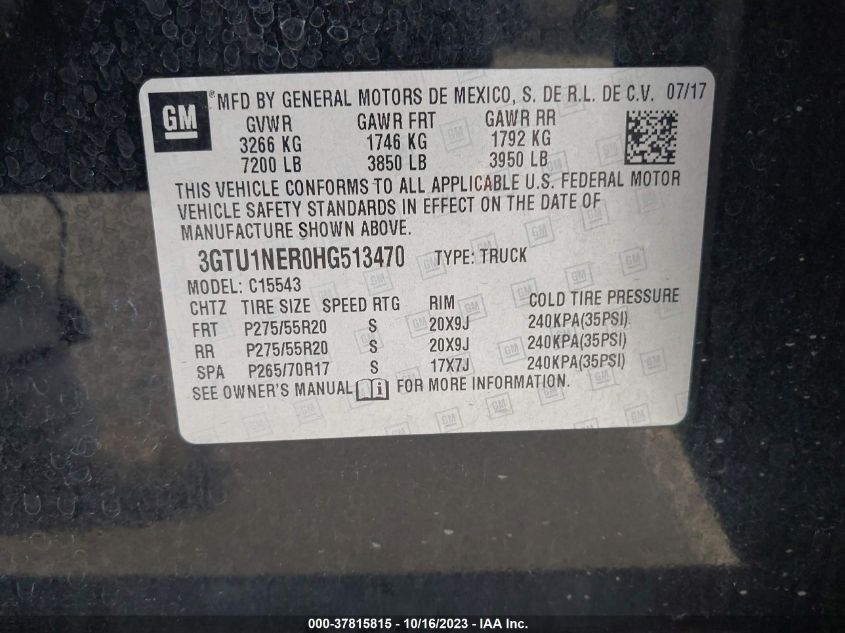 GM
®MFD BY GENERAL MOTORS DE MEXICO, S. DE R.L. DE C.V. 07/17
GVWR GAWR FRT GAWR RR
3266 KG 1746 KG 1792 KG
7200 LB 3850 LB 3950 LB
THIS VEHICLE CONFORMS TO ALL APPLICABLE U.S. FEDERAL MOTOR
VEHICLE SAFETY STANDARDS IN EFFECT ON THE DATE OF
MANUFACTURE SHOWN ABOVE.
3GTU1NER0HG513470 TYPE: TRUCK
MODEL: C15543
CHTZ TIRE SIZE SPEED RTG RIM COLD TIRE PRESSURE
FRT P275/55R20 S 20X9J 240KPA(35PSI)
RR P275/55R20 S 20X9J 240KPA(35PSI)
SPA P265/70R17 S 17X7J 240KPA(35PSI)
SEE OWNER'S MANUAL FOR MORE INFORMATION.
000-37815815 - 10/16/2023 - IAA Inc.